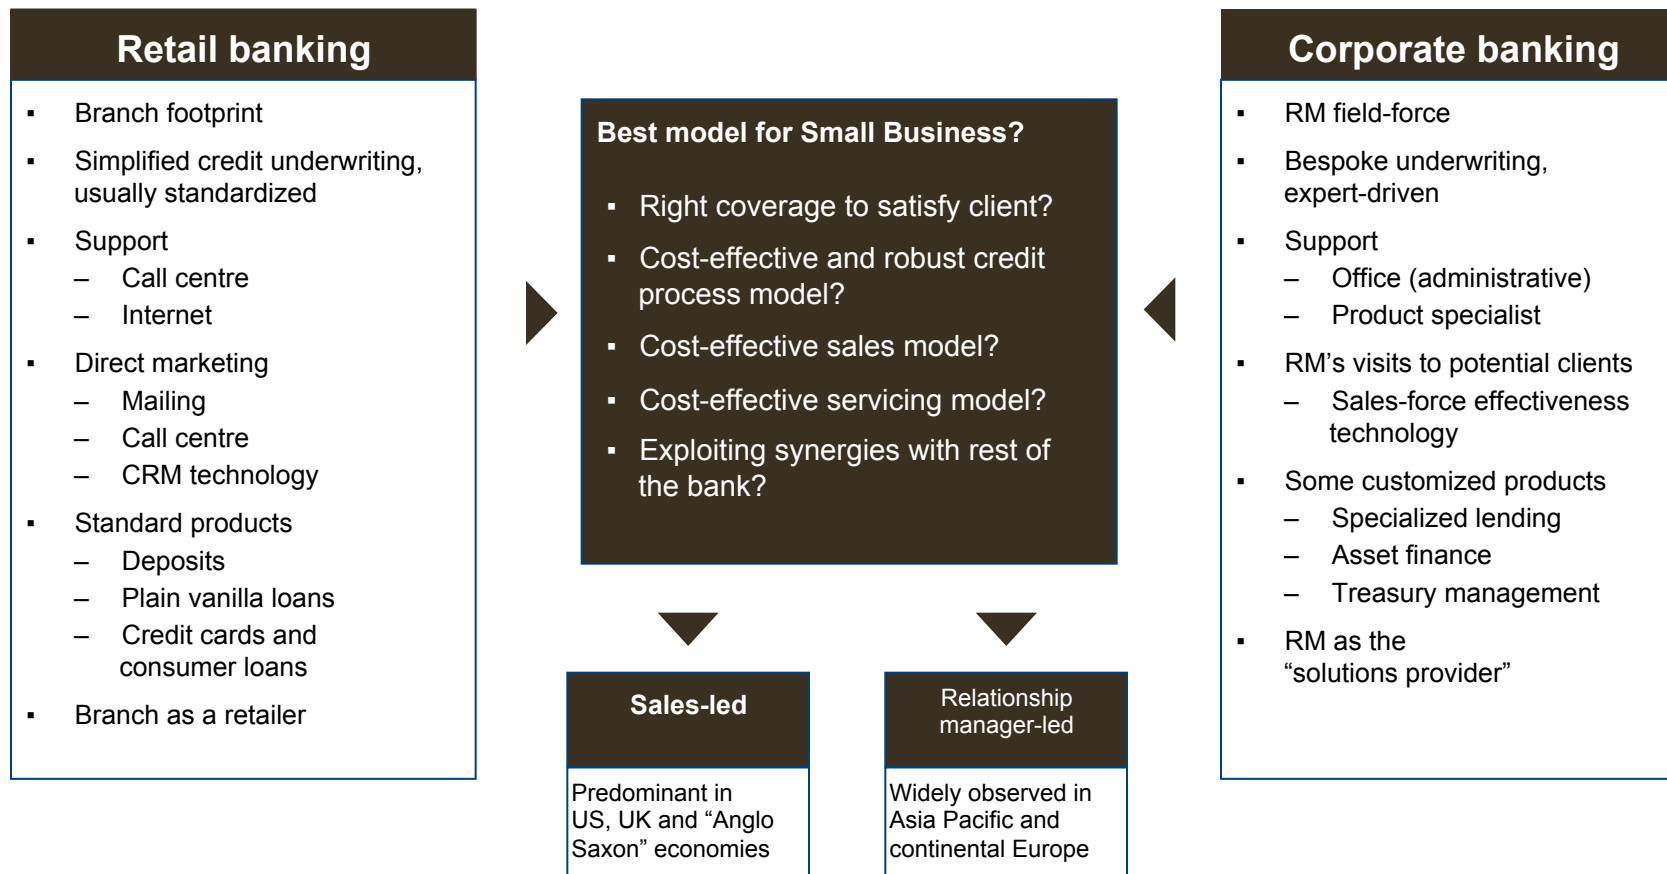 Retail banking
▪ Branch footprint
▪ Simplified credit underwriting,
usually standardized
▪ Support
– Call centre
– Internet
▪ Direct marketing
– Mailing
– Call centre
– CRM technology
▪ Standard products
– Deposits
– Plain vanilla loans
– Credit cards and
consumer loans
▪ Branch as a retailer
Best model for Small Business?
▪ Right coverage to satisfy client?
▪ Cost-effective and robust credit
process model?
▪ Cost-effective sales model?
▪ Cost-effective servicing model?
▪ Exploiting synergies with rest of
the bank?
Sales-led
Predominant in
US, UK and “Anglo
Saxon” economies
Relationship
manager-led
Widely observed in
Asia Pacific and
continental Europe
Corporate banking
▪ RM field-force
▪ Bespoke underwriting,
expert-driven
▪ Support
– Office (administrative)
– Product specialist
▪ RM’s visits to potential clients
– Sales-force effectiveness
technology
▪ Some customized products
– Specialized lending
– Asset finance
– Treasury management
▪ RM as the
“solutions provider”